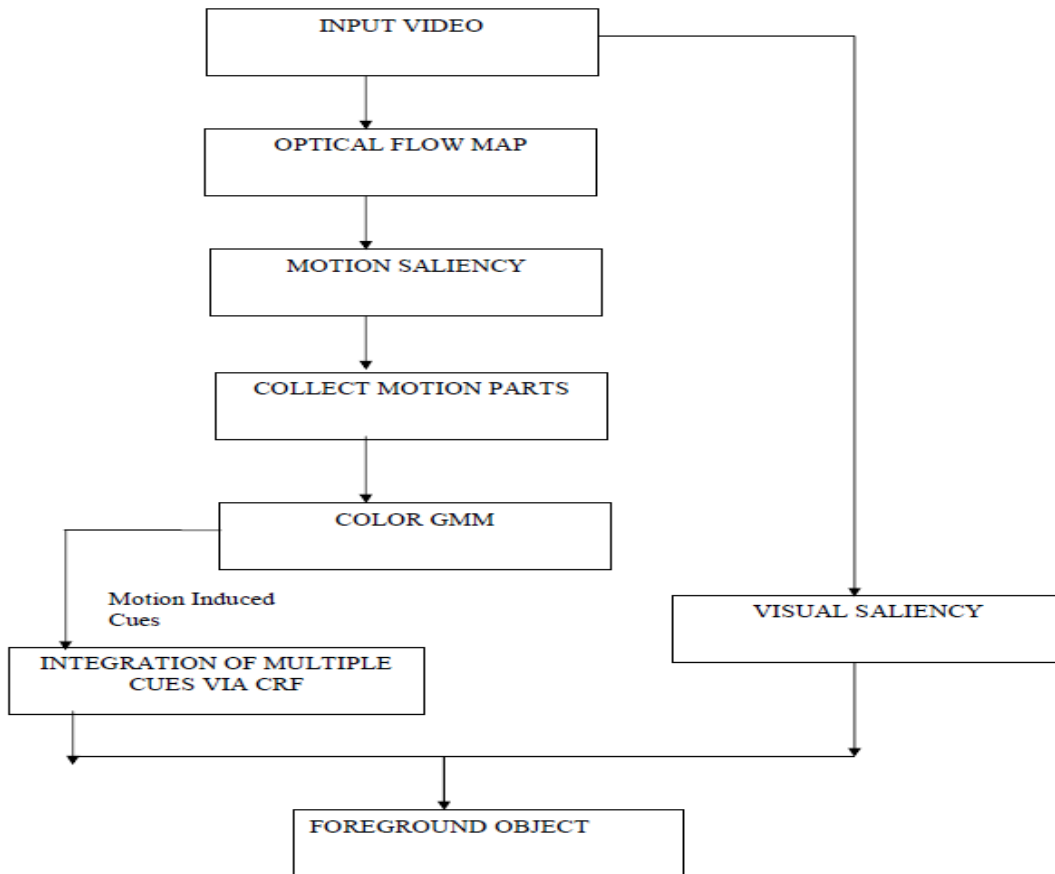 INPUT VIDEO
OPTICAL FLOW MAP
MOTION SALIENCY
COLLECT MOTION PARTS
COLOR GMM
Motion Induced
Cues
VISUAL SALIENCY
INTEGRATION OF MULTIPLE
CUES VIA CRF
FOREGROUND OBJECT